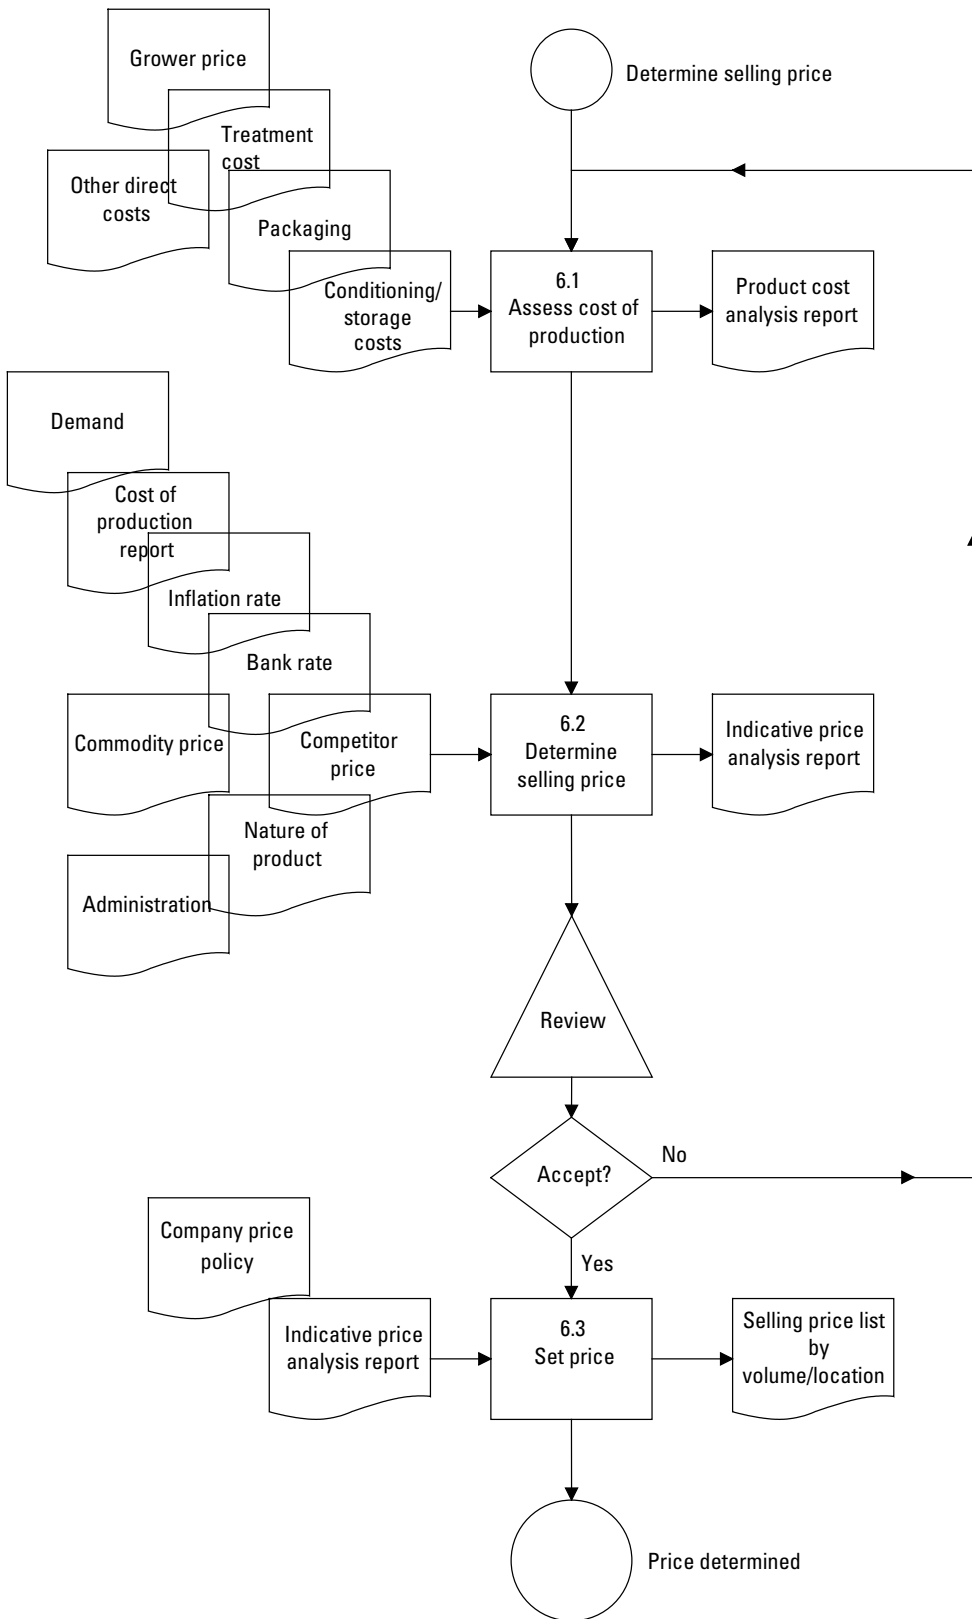 Grower price
Determine selling price
Treatment
cost
Other direct
costs
Packaging
Conditioning/
storage
costs
6.1
Assess cost of
production
Product cost
analysis report
Demand
Cost of
production
report
Inflation rate
Bank rate
Commodity price
Competitor
price
6.2
Determine
selling price
Indicative price
analysis report
Nature of
product
Administration
Review
Accept?
No
Yes
Company price
policy
Indicative price
analysis report
6.3
Set price
Selling price list
by
volume/location
Price determined